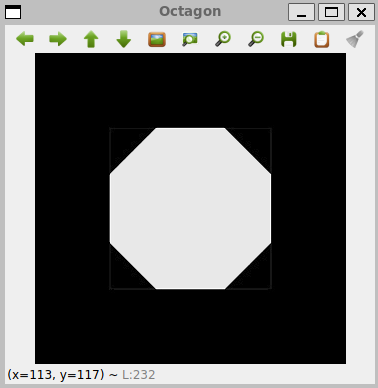 Octagon
(x=113, y=117) ~ L:232